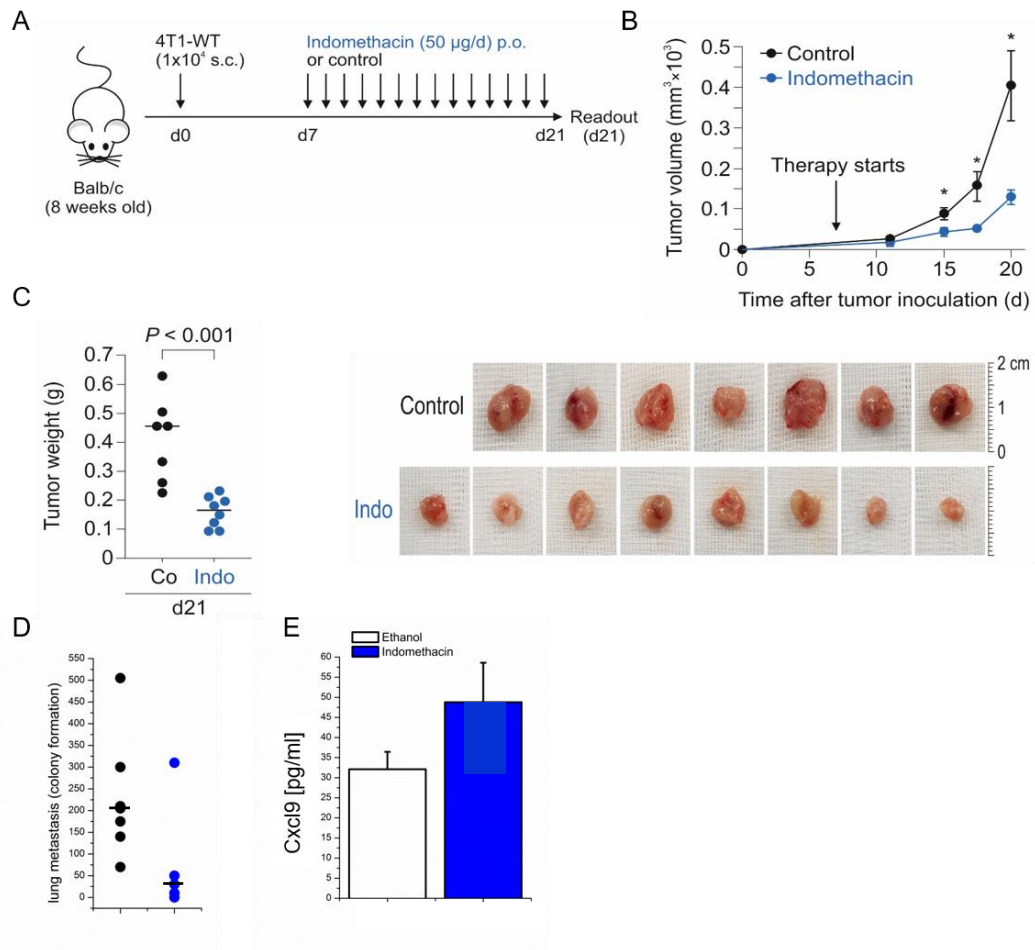 A
4T1-WT
(1x10⁴ s.c.)
Indomethacin (50 µg/d) p.o.
or control
d0
d7
d21
Readout
(d21)
Balb/c
(8 weeks old)
B
Tumor volume (mm³×10³)
0.5
0.4
0.3
0.2
0.1
0
Control
Indomethacin
Therapy starts
*
*
*
0
5
10
15
20
Time after tumor inoculation (d)
C
P < 0.001
Tumor weight (g)
0.7
0.6
0.5
0.4
0.3
0.2
0.1
0
Co
Indo
d21
Control
Indo
2 cm
1
0
D
lung metastasis (colony formation)
550
500
450
400
350
300
250
200
150
100
50
0
E
Ethanol
Indomethacin
Cxcl9 [pg/ml]
60
55
50
45
40
35
30
25
20
15
10
5
0